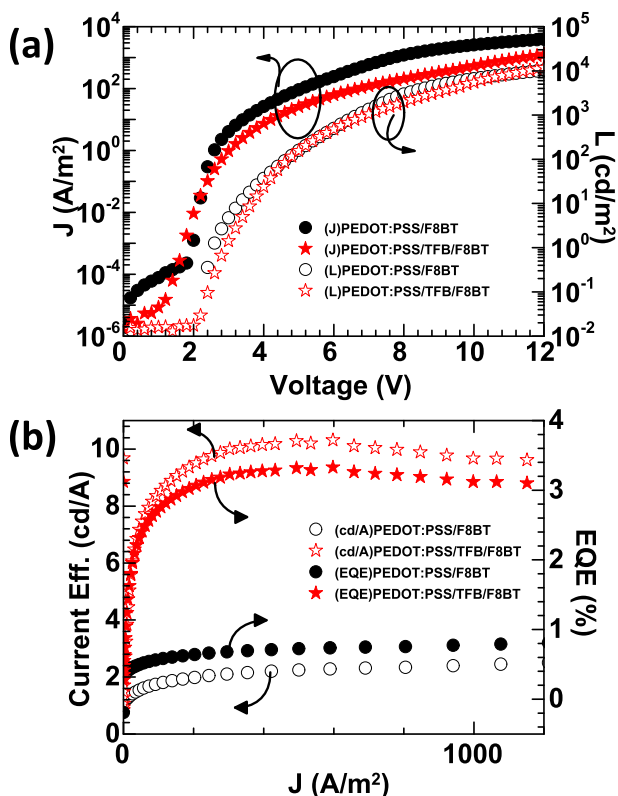 (a)
10^4
10^2
10^0
10^-2
10^-4
10^-6
J (A/m^2)
10^5
10^4
10^3
10^2
10^1
10^0
10^-1
10^-2
L (cd/m^2)
(J)PEDOT:PSS/F8BT
(J)PEDOT:PSS/TFB/F8BT
(L)PEDOT:PSS/F8BT
(L)PEDOT:PSS/TFB/F8BT
0 2 4 6 8 10 12
Voltage (V)
(b)
10
8
6
4
2
0
Current Eff. (cd/A)
4
3
2
1
0
EQE (%)
(cd/A)PEDOT:PSS/F8BT
(cd/A)PEDOT:PSS/TFB/F8BT
(EQE)PEDOT:PSS/F8BT
(EQE)PEDOT:PSS/TFB/F8BT
0 1000
J (A/m^2)